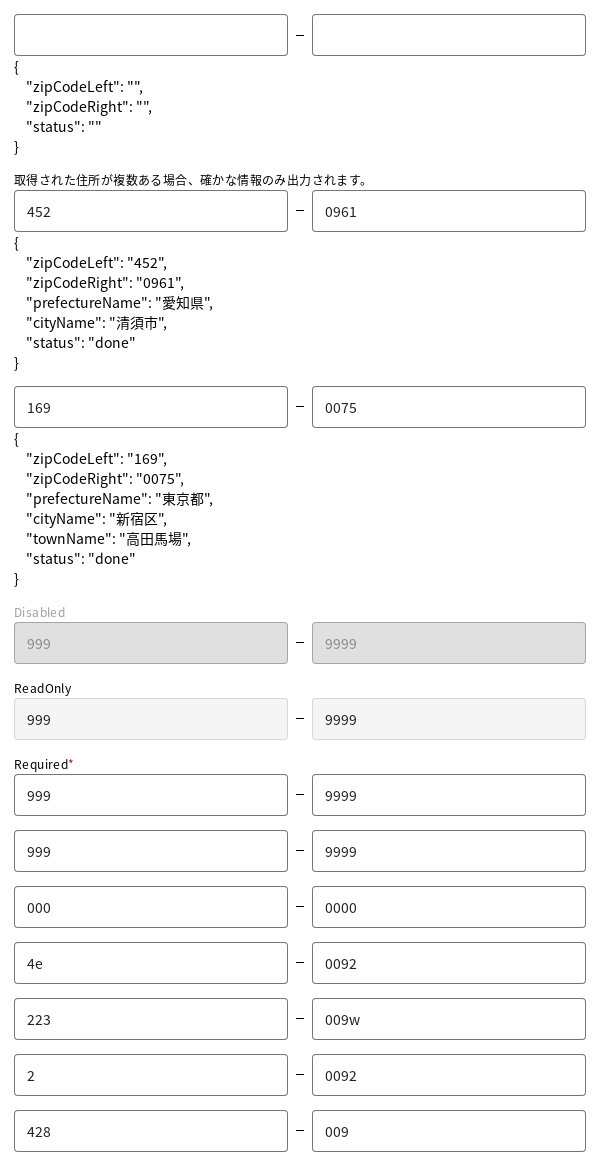 –
{
"zipCodeLeft": "",
"zipCodeRight": "",
"status": ""
}
取得された住所が複数ある場合、確かな情報のみ出力されます。
452 – 0961
{
"zipCodeLeft": "452",
"zipCodeRight": "0961",
"prefectureName": "愛知県",
"cityName": "清須市",
"status": "done"
}
169 – 0075
{
"zipCodeLeft": "169",
"zipCodeRight": "0075",
"prefectureName": "東京都",
"cityName": "新宿区",
"townName": "高田馬場",
"status": "done"
}
Disabled
999 – 9999
ReadOnly
999 – 9999
Required*
999 – 9999
999 – 9999
000 – 0000
4e – 0092
223 – 009w
2 – 0092
428 – 009